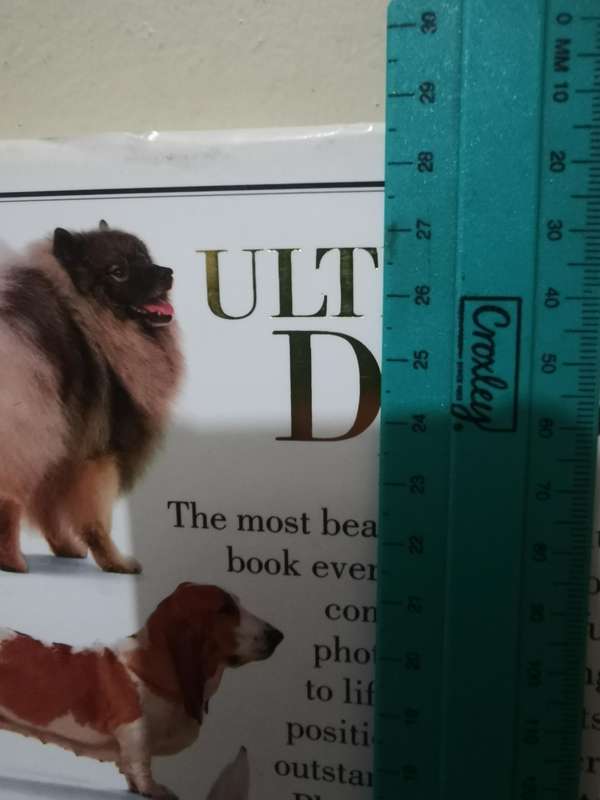 ULT
D
The most bea
book ever
con
phot
to lif
positi
outstan
30
29
28
27
26
25
24
23
22
21
20
19
18
Croxley
0 MM 10
20
30
40
50
60
70
80
90
100
110